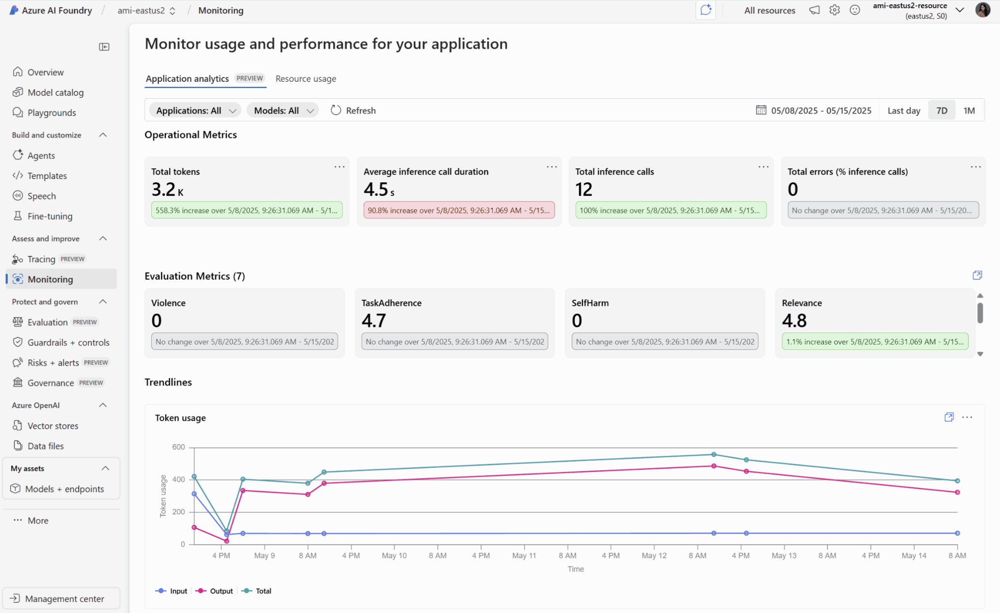 Azure AI Foundry / ami-eastus2 / Monitoring
All resources
ami-eastus2-resource
(eastus2, S0)
Overview
Model catalog
Playgrounds
Build and customize
Agents
Templates
Speech
Fine-tuning
Assess and improve
Tracing PREVIEW
Monitoring
Protect and govern
Evaluation PREVIEW
Guardrails + controls
Risks + alerts PREVIEW
Governance PREVIEW
Azure OpenAI
Vector stores
Data files
My assets
Models + endpoints
More
Management center
Monitor usage and performance for your application
Application analytics PREVIEW Resource usage
Applications: All Models: All Refresh 05/08/2025 - 05/15/2025 Last day 7D 1M
Operational Metrics
Total tokens
3.2 K
558.3% increase over 5/8/2025, 9:26:31.069 AM - 5/1...
Average inference call duration
4.5 s
90.8% increase over 5/8/2025, 9:26:31.069 AM - 5/15...
Total inference calls
12
100% increase over 5/8/2025, 9:26:31.069 AM - 5/15...
Total errors (% inference calls)
0
No change over 5/8/2025, 9:26:31.069 AM - 5/15/20...
Evaluation Metrics (7)
Violence
0
No change over 5/8/2025, 9:26:31.069 AM - 5/15/202
TaskAdherence
4.7
No change over 5/8/2025, 9:26:31.069 AM - 5/15/202
SelfHarm
0
No change over 5/8/2025, 9:26:31.069 AM - 5/15/202
Relevance
4.8
1.1% increase over 5/8/2025, 9:26:31.069 AM - 5/15...
Trendlines
Token usage
Token usage
600
400
200
0
4 PM May 9 8 AM 4 PM May 10 8 AM 4 PM May 11 8 AM 4 PM May 12 8 AM 4 PM May 13 8 AM 4 PM May 14 8 AM
Time
Input Output Total